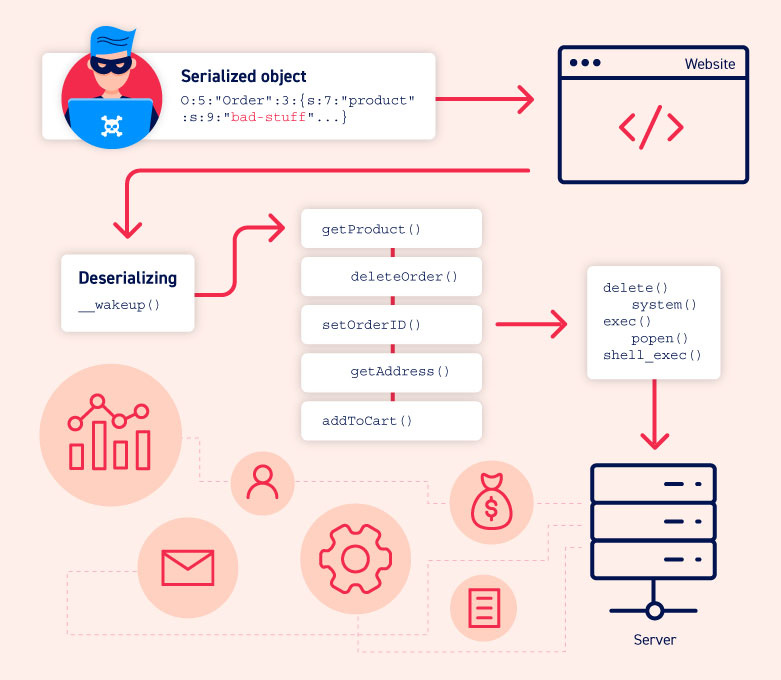 Serialized object
O:5:"Order":3:{s:7:"product"
:s:9:"bad-stuff"...}
Website
</>
Deserializing
__wakeup()
getProduct()
deleteOrder()
setOrderID()
getAddress()
addToCart()
delete()
system()
exec()
popen()
shell_exec()
$
Server